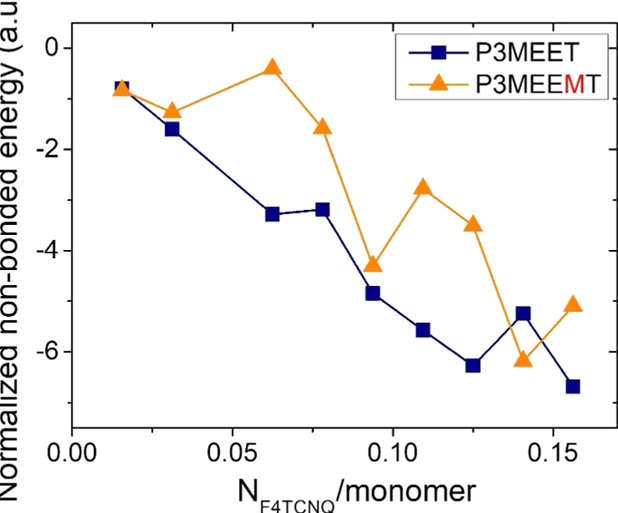 Normalized non-bonded energy (a.u
0
-2
-4
-6
P3MEET
P3MEEMT
0.00 0.05 0.10 0.15
N_F4TCNQ/monomer